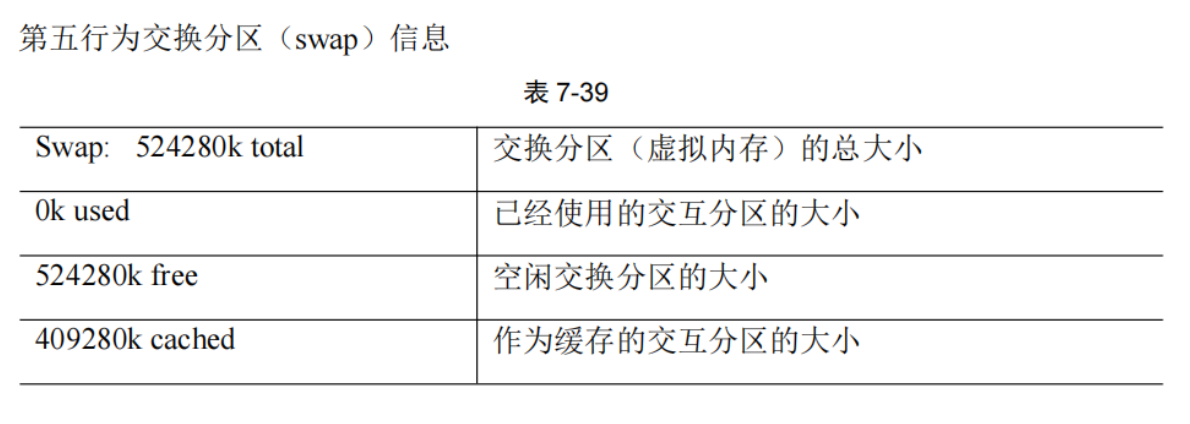 第五行为交换分区（swap）信息
表 7-39
Swap: 524280k total 交换分区（虚拟内存）的总大小
0k used 已经使用的交互分区的大小
524280k free 空闲交换分区的大小
409280k cached 作为缓存的交互分区的大小